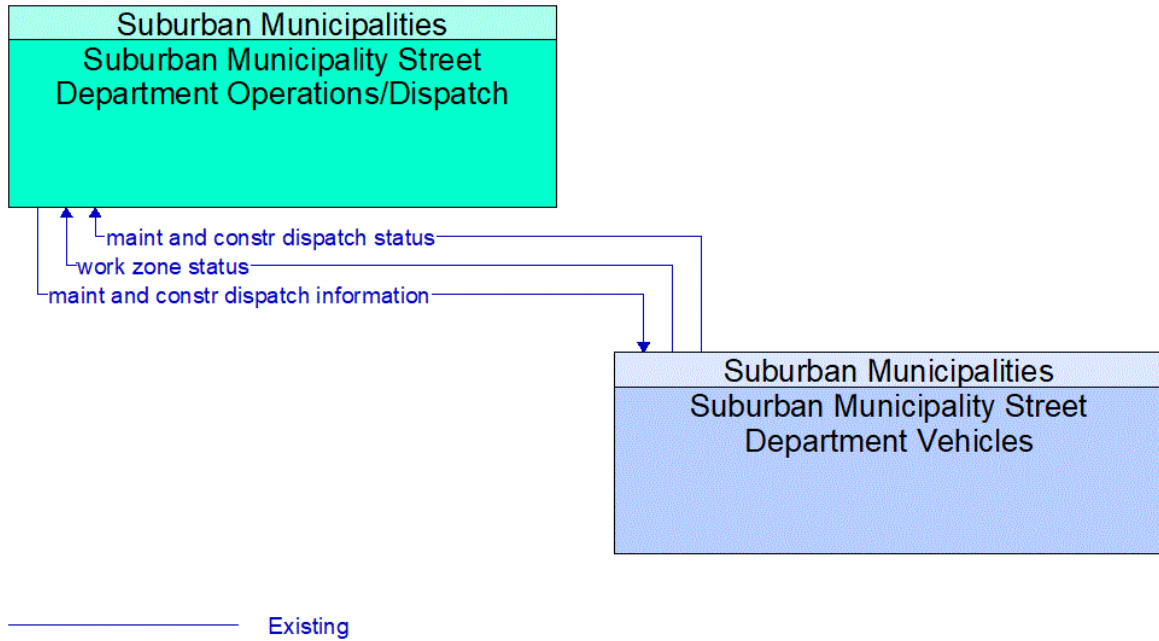 Suburban Municipalities
Suburban Municipality Street
Department Operations/Dispatch
maint and constr dispatch status
work zone status
maint and constr dispatch information
Suburban Municipalities
Suburban Municipality Street
Department Vehicles
Existing